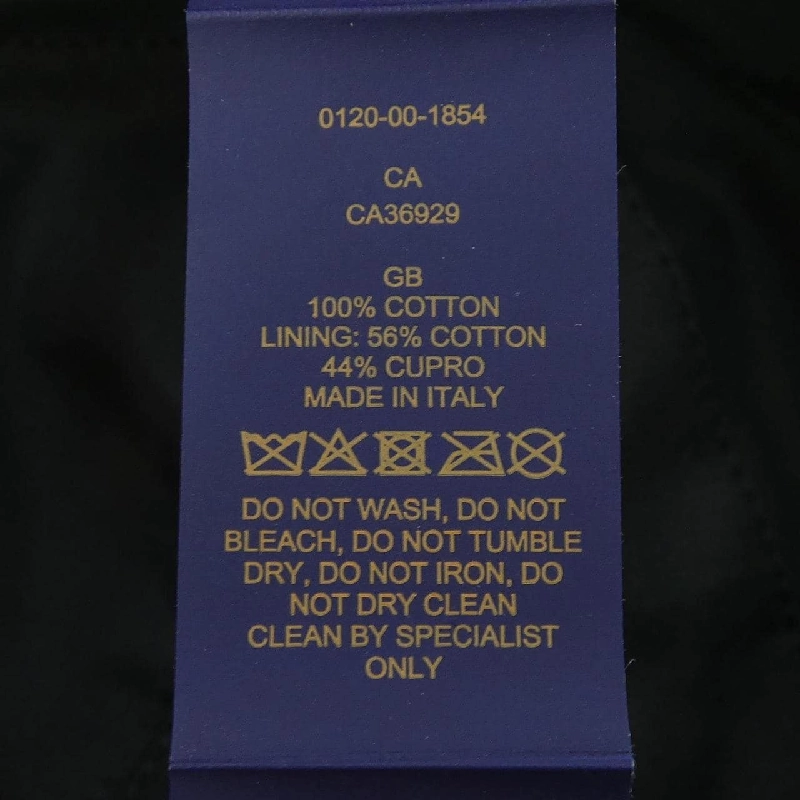 0120-00-1854
CA
CA36929
GB
100% COTTON
LINING: 56% COTTON
44% CUPRO
MADE IN ITALY
DO NOT WASH, DO NOT
BLEACH, DO NOT TUMBLE
DRY, DO NOT IRON, DO
NOT DRY CLEAN
CLEAN BY SPECIALIST
ONLY